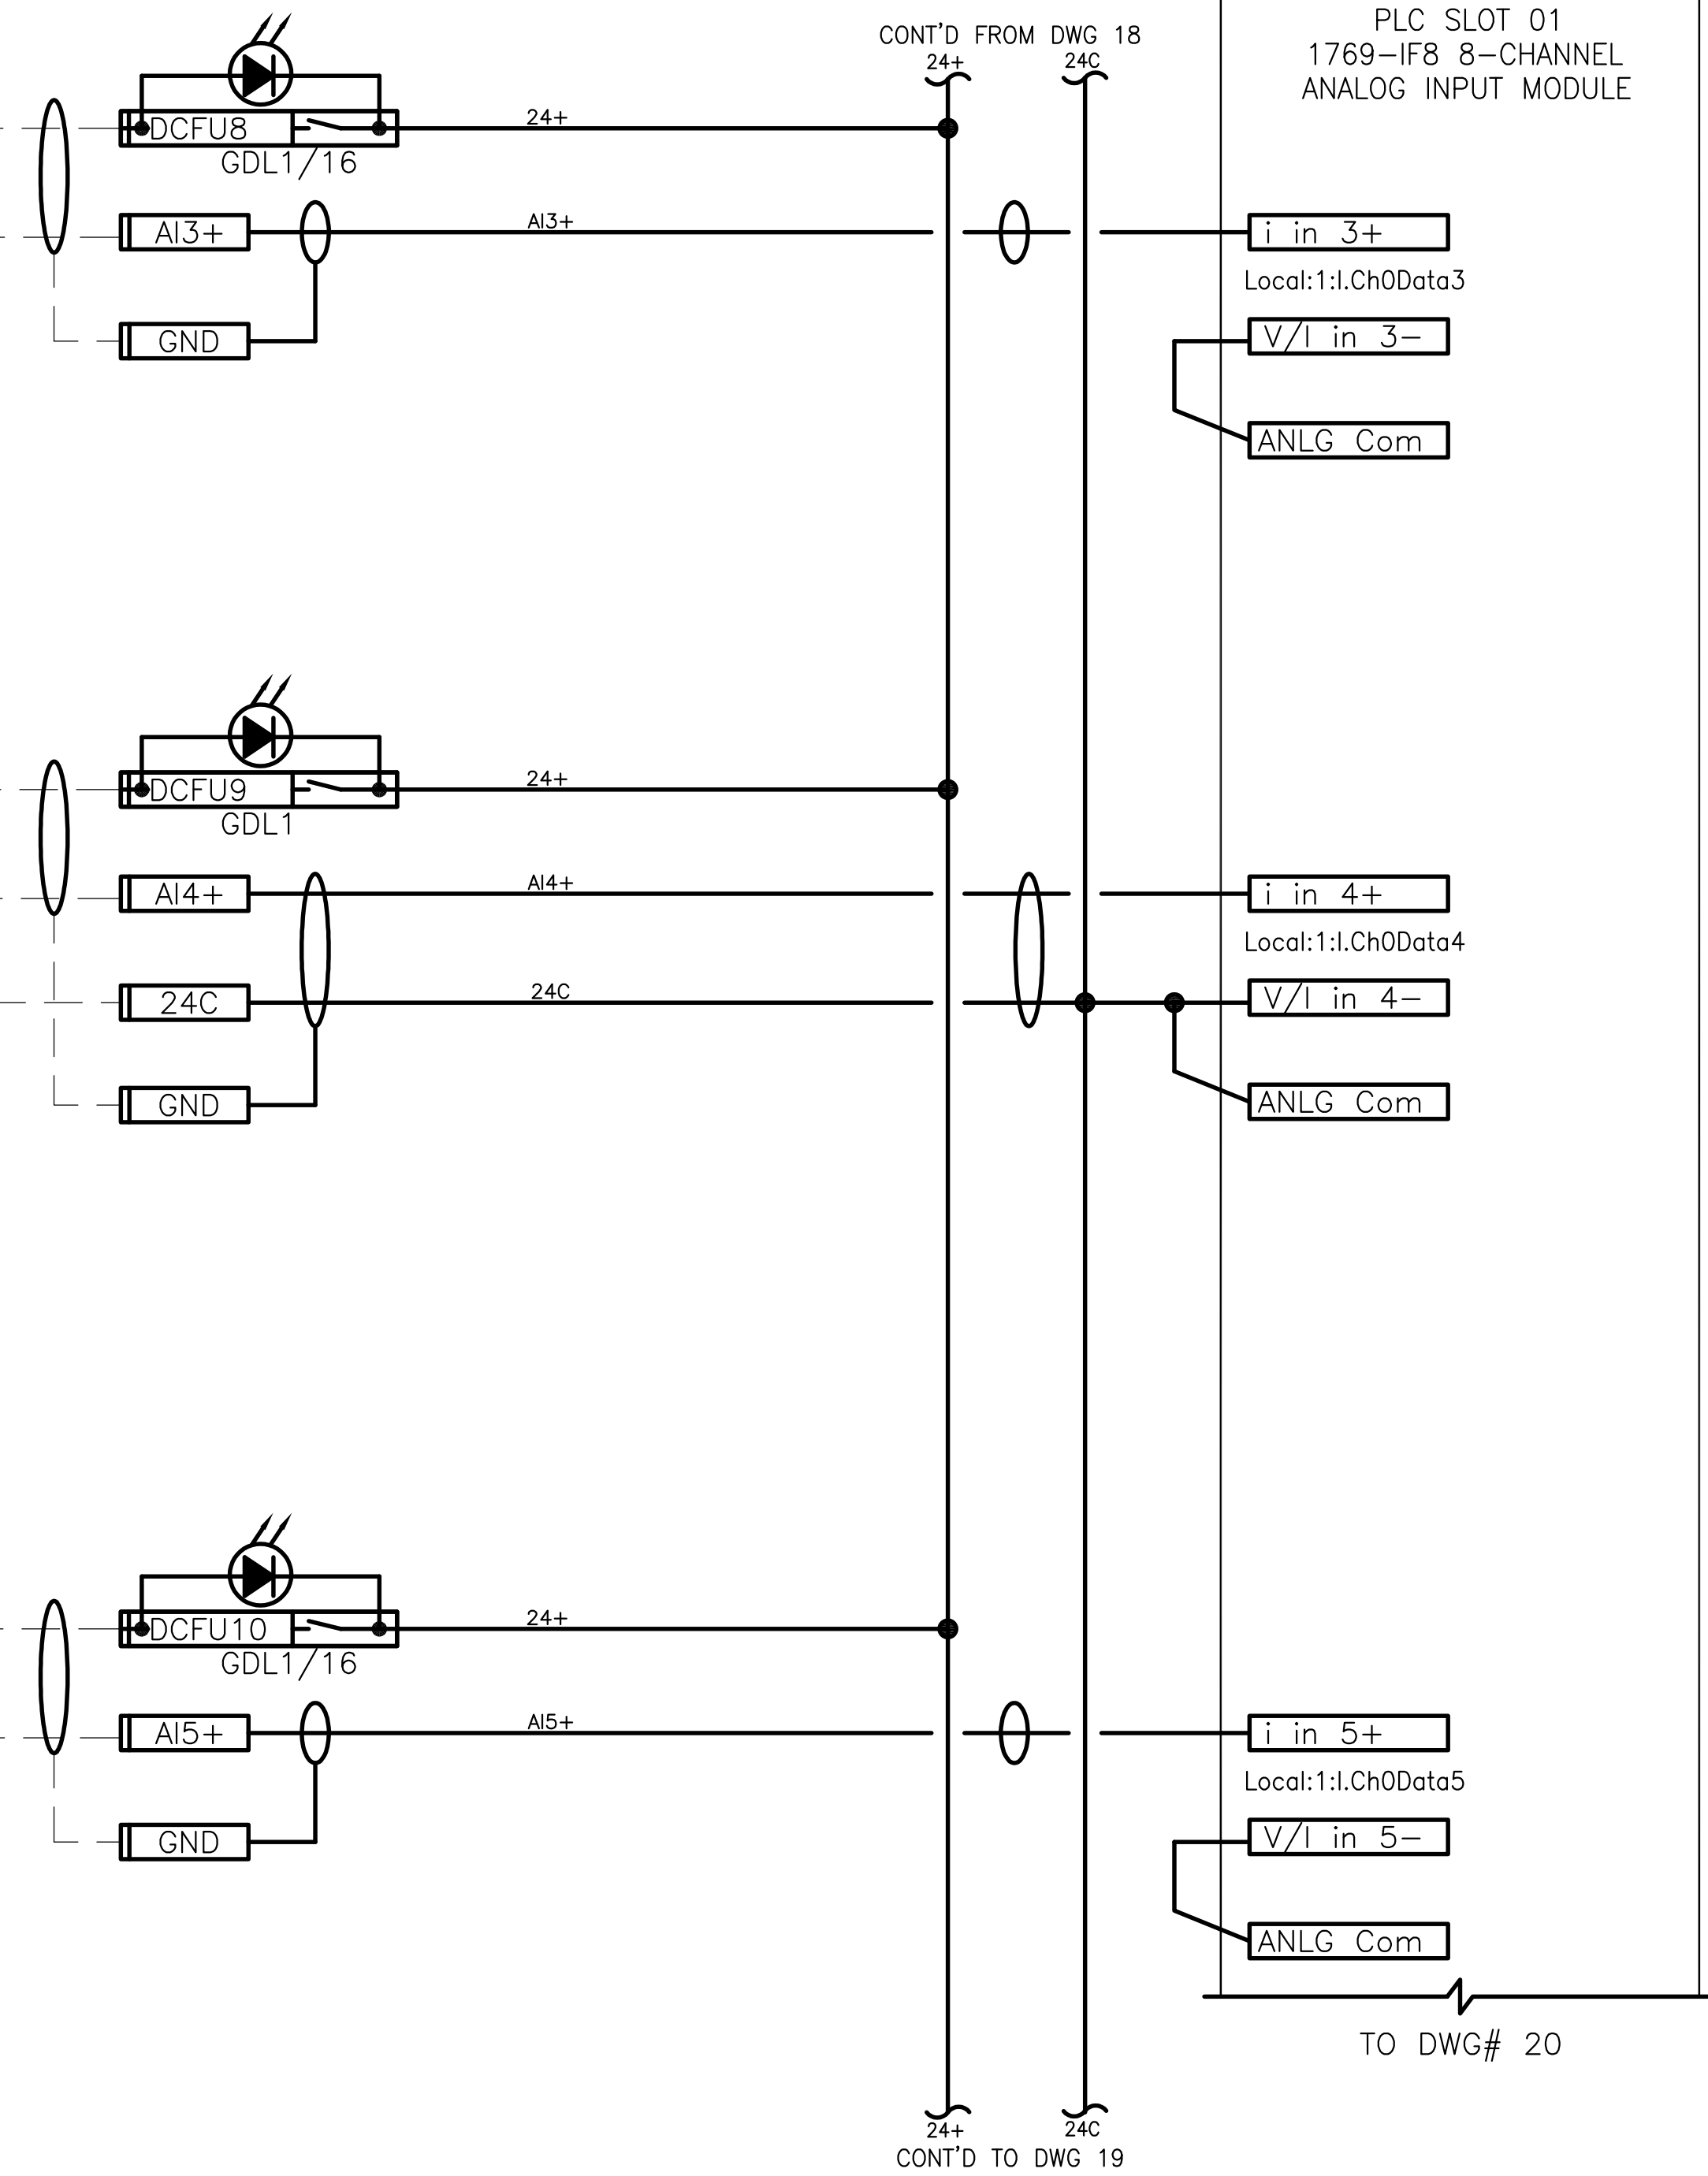 CONT'D FROM DWG 18
24+ 24C
PLC SLOT 01
1769-IF8 8-CHANNEL
ANALOG INPUT MODULE
DCFU8 24+
GDL1/16
AI3+ AI3+ i in 3+
Local:1:I.Ch0Data3
GND V/I in 3-
ANLG Com
DCFU9 24+
GDL1
AI4+ AI4+ i in 4+
Local:1:I.Ch0Data4
24C 24C V/I in 4-
GND ANLG Com
DCFU10 24+
GDL1/16
AI5+ AI5+ i in 5+
Local:1:I.Ch0Data5
GND V/I in 5-
ANLG Com
TO DWG# 20
24+ 24C
CONT'D TO DWG 19